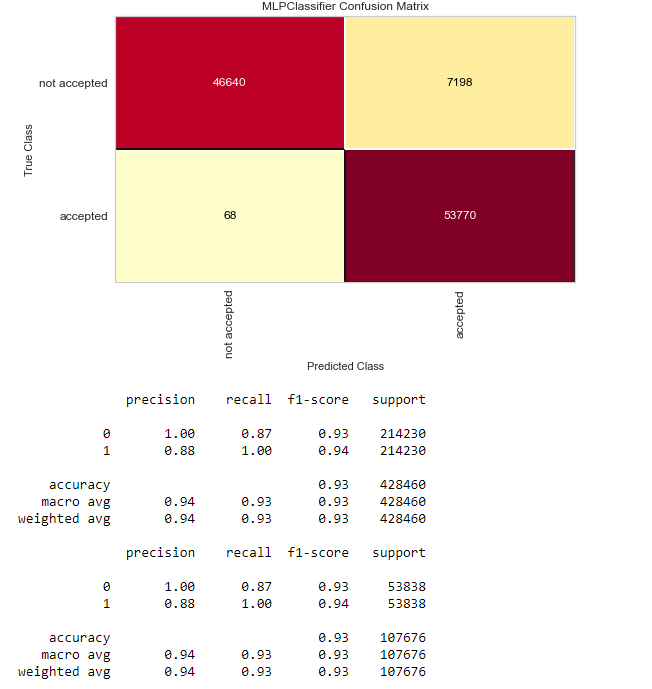 MLPClassifier Confusion Matrix
not accepted
46640
7198
True Class
accepted
68
53770
not accepted
accepted
Predicted Class
precision recall f1-score support
0 1.00 0.87 0.93 214230
1 0.88 1.00 0.94 214230
accuracy 0.93 428460
macro avg 0.94 0.93 0.93 428460
weighted avg 0.94 0.93 0.93 428460
precision recall f1-score support
0 1.00 0.87 0.93 53838
1 0.88 1.00 0.94 53838
accuracy 0.93 107676
macro avg 0.94 0.93 0.93 107676
weighted avg 0.94 0.93 0.93 107676